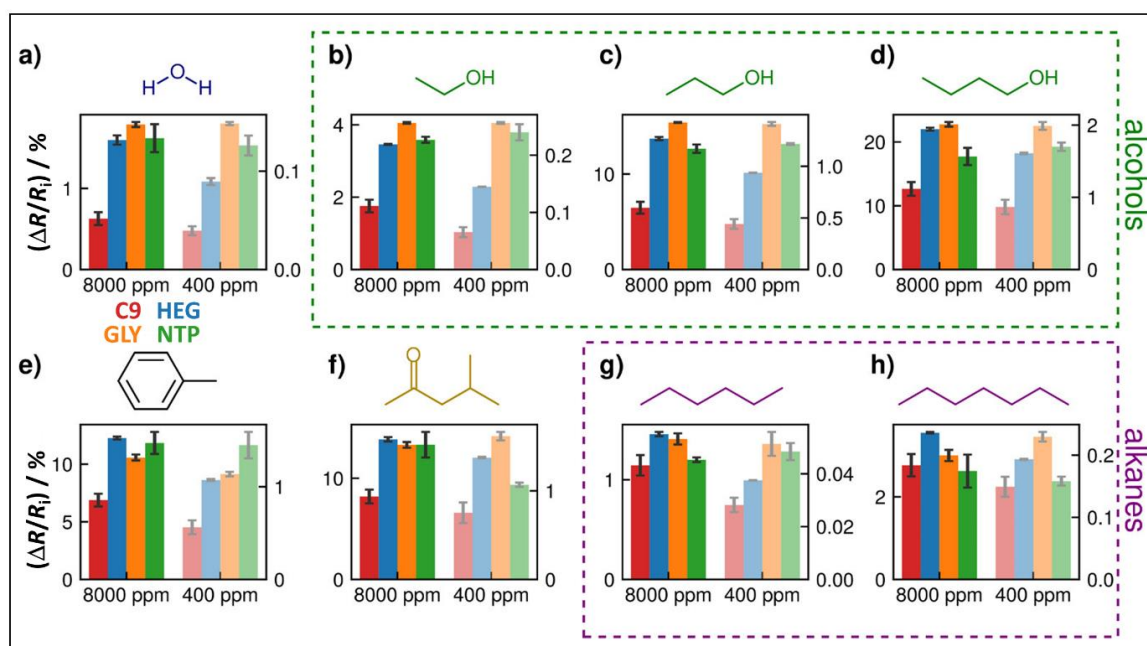 a)
H O H
b)
OH
c)
OH
d)
OH
(ΔR/Ri) / %
1
0
0.1
0.0
8000 ppm 400 ppm
4
2
0
0.2
0.1
0.0
8000 ppm 400 ppm
10
0
1.0
0.5
0.0
8000 ppm 400 ppm
20
10
0
2
1
0
8000 ppm 400 ppm
alcohols
C9 HEG
GLY NTP
e)
f)
O
g)
h)
(ΔR/Ri) / %
10
5
0
1
0
8000 ppm 400 ppm
10
0
1
0
8000 ppm 400 ppm
1
0
0.04
0.02
0.00
8000 ppm 400 ppm
2
0
0.2
0.1
0.0
8000 ppm 400 ppm
alkanes